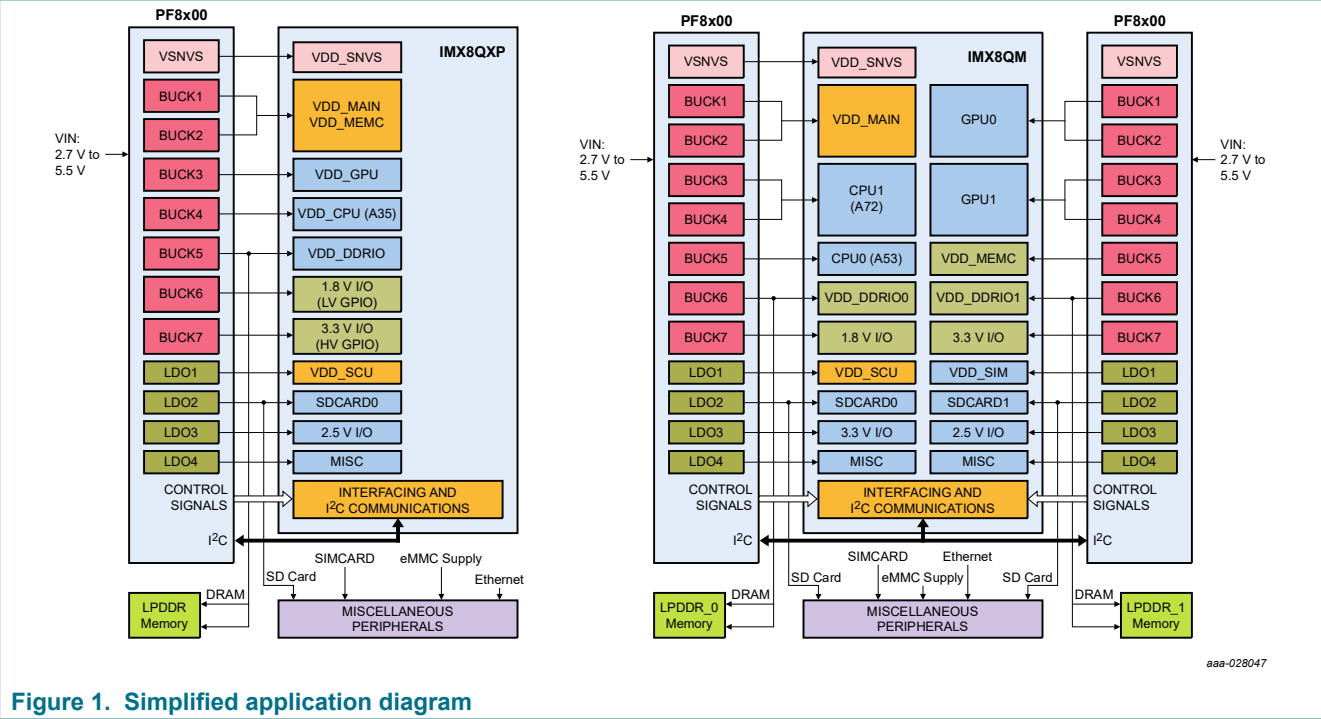 PF8x00
IMX8QXP
VIN:
2.7 V to
5.5 V
VSNVS
VDD_SNVS
BUCK1
BUCK2
VDD_MAIN
VDD_MEMC
BUCK3
VDD_GPU
BUCK4
VDD_CPU (A35)
BUCK5
VDD_DDRIO
BUCK6
1.8 V I/O
(LV GPIO)
BUCK7
3.3 V I/O
(HV GPIO)
LDO1
VDD_SCU
LDO2
SDCARD0
LDO3
2.5 V I/O
LDO4
MISC
CONTROL
SIGNALS
INTERFACING AND
I2C COMMUNICATIONS
I2C
SIMCARD
eMMC Supply
SD Card
Ethernet
DRAM
LPDDR
Memory
MISCELLANEOUS
PERIPHERALS
PF8x00
PF8x00
IMX8QM
VIN:
2.7 V to
5.5 V
VIN:
2.7 V to
5.5 V
VSNVS
VDD_SNVS
VSNVS
BUCK1
BUCK2
VDD_MAIN
GPU0
BUCK1
BUCK2
BUCK3
BUCK4
CPU1
(A72)
GPU1
BUCK3
BUCK4
BUCK5
CPU0 (A53)
VDD_MEMC
BUCK5
BUCK6
VDD_DDRIO0
VDD_DDRIO1
BUCK6
BUCK7
1.8 V I/O
3.3 V I/O
BUCK7
LDO1
VDD_SCU
VDD_SIM
LDO1
LDO2
SDCARD0
SDCARD1
LDO2
LDO3
3.3 V I/O
2.5 V I/O
LDO3
LDO4
MISC
MISC
LDO4
CONTROL
SIGNALS
INTERFACING AND
I2C COMMUNICATIONS
CONTROL
SIGNALS
I2C
I2C
SIMCARD
Ethernet
SD Card
eMMC Supply
SD Card
DRAM
DRAM
LPDDR_0
Memory
MISCELLANEOUS
PERIPHERALS
LPDDR_1
Memory
aaa-028047
Figure 1. Simplified application diagram